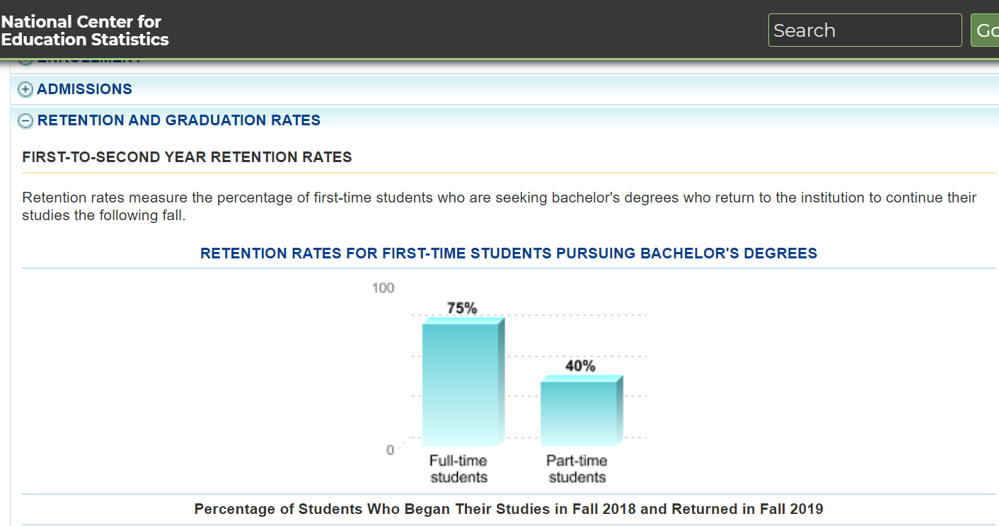 National Center for
Education Statistics
Search
Go
ENROLLMENT
ADMISSIONS
RETENTION AND GRADUATION RATES
FIRST-TO-SECOND YEAR RETENTION RATES
Retention rates measure the percentage of first-time students who are seeking bachelor's degrees who return to the institution to continue their
studies the following fall.
RETENTION RATES FOR FIRST-TIME STUDENTS PURSUING BACHELOR'S DEGREES
100
75%
40%
0
Full-time
students
Part-time
students
Percentage of Students Who Began Their Studies in Fall 2018 and Returned in Fall 2019